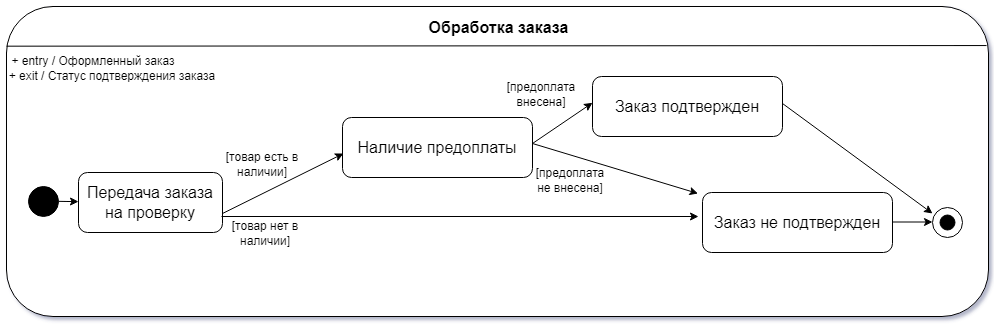 Обработка заказа
+ entry / Оформленный заказ
+ exit / Статус подтверждения заказа
[предоплата
внесена]
Заказ подтвержден
Наличие предоплаты
[товар есть в
наличии]
[предоплата
не внесена]
Передача заказа
на проверку
[товар нет в
наличии]
Заказ не подтвержден